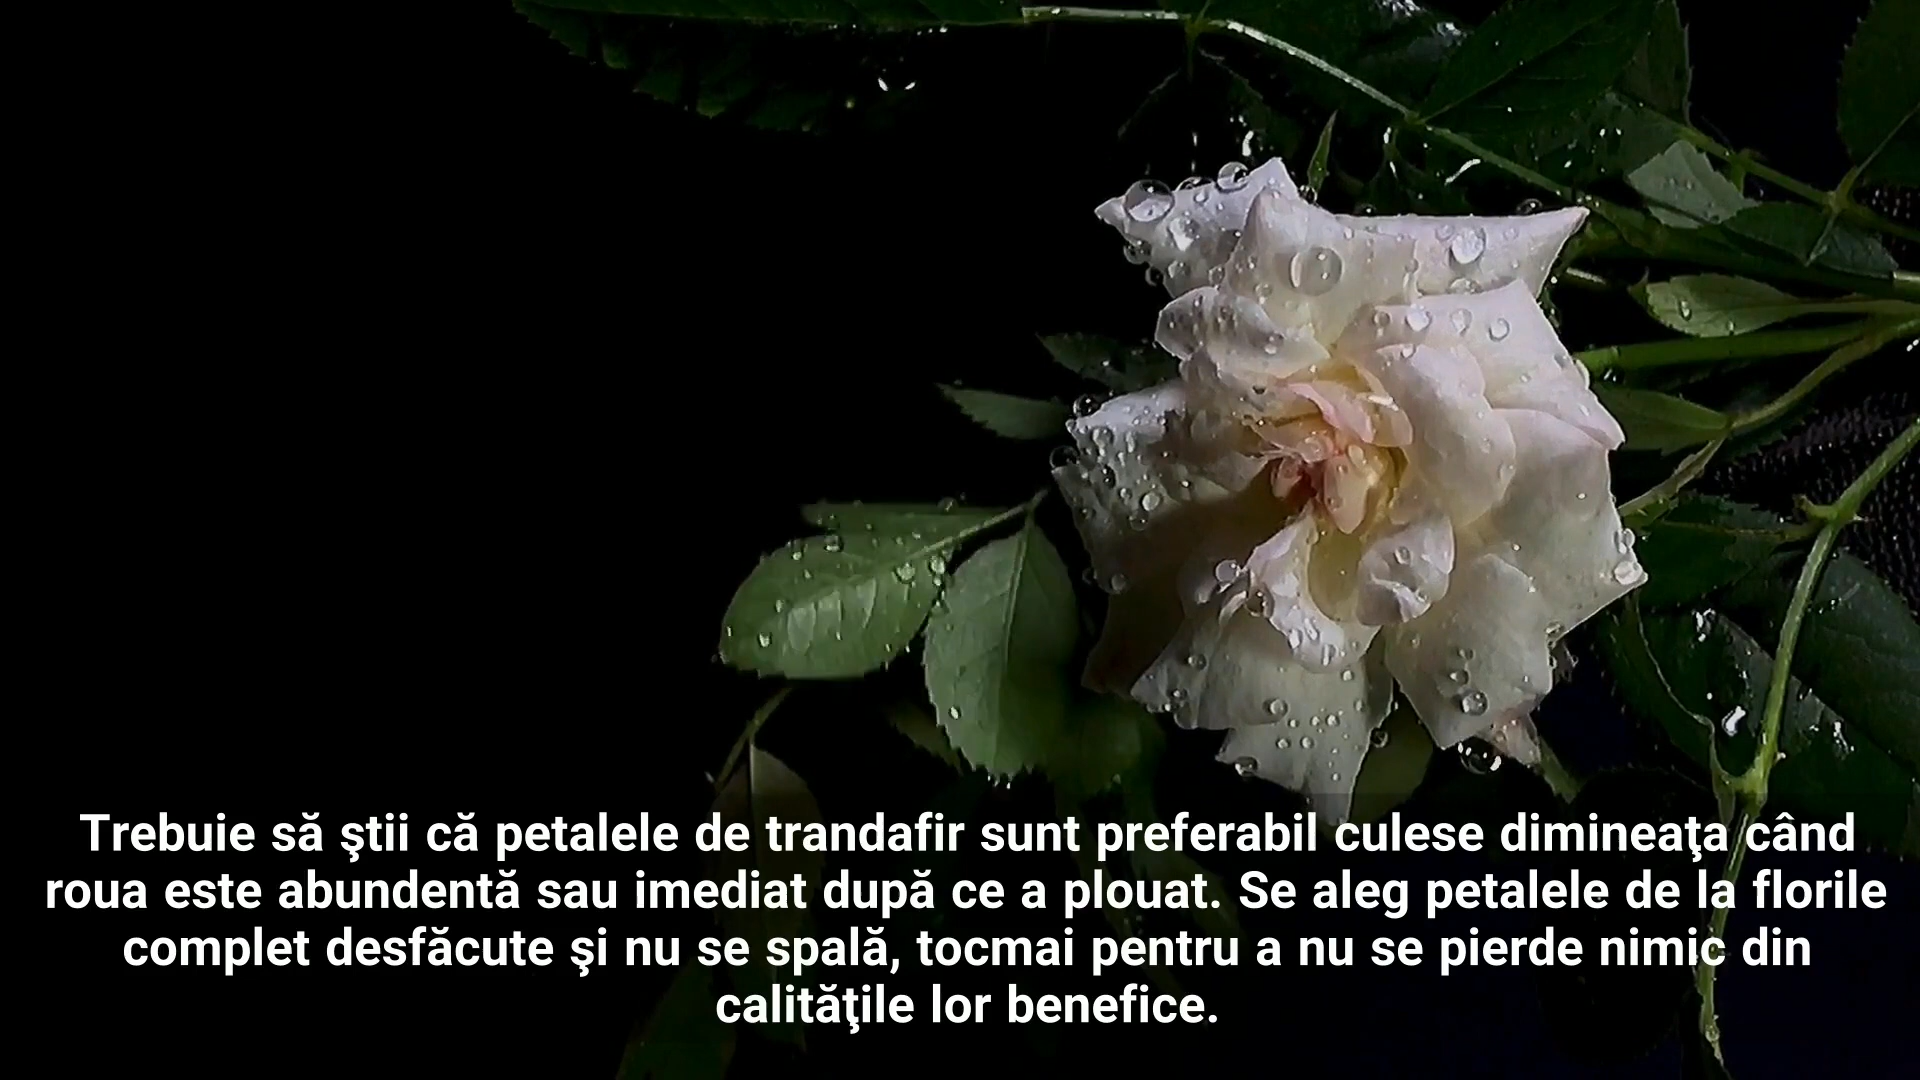 Trebuie să ştii că petalele de trandafir sunt preferabil culese dimineaţa când
roua este abundentă sau imediat după ce a plouat. Se aleg petalele de la florile
complet desfăcute şi nu se spală, tocmai pentru a nu se pierde nimic din
calităţile lor benefice.